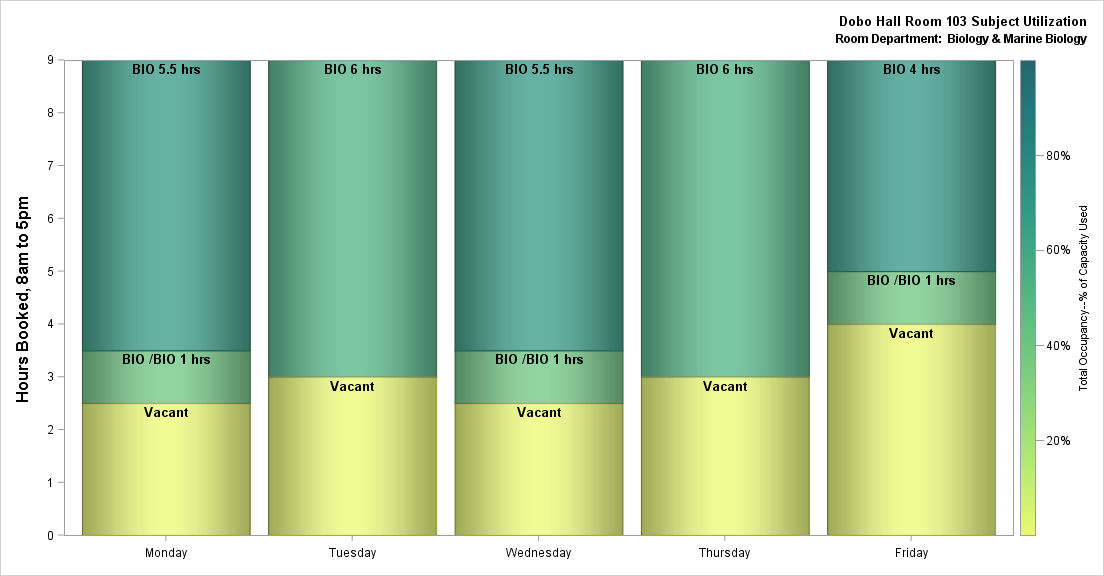 Dobo Hall Room 103 Subject Utilization
Room Department: Biology & Marine Biology
Hours Booked, 8am to 5pm
9
8
7
6
5
4
3
2
1
0
BIO 5.5 hrs
BIO /BIO 1 hrs
Vacant
BIO 6 hrs
Vacant
BIO 5.5 hrs
BIO /BIO 1 hrs
Vacant
BIO 6 hrs
Vacant
BIO 4 hrs
BIO /BIO 1 hrs
Vacant
Monday
Tuesday
Wednesday
Thursday
Friday
80%
60%
40%
20%
Total Occupancy--% of Capacity Used